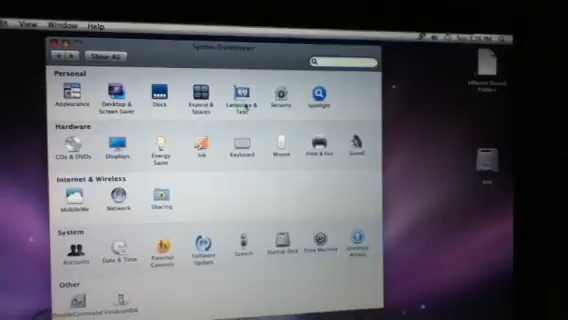 View Window Help
System Preferences
Show All
Personal
Appearance
Desktop &
Screen Saver
Dock
Exposé &
Spaces
Language &
Text
Security
Spotlight
Hardware
CDs & DVDs
Displays
Energy
Saver
Ink
Keyboard
Mouse
Print & Fax
Sound
Internet & Wireless
MobileMe
Network
Sharing
System
Accounts
Date & Time
Parental
Controls
Software
Update
Speech
Startup Disk
Time Machine
Universal
Access
Other
Folders